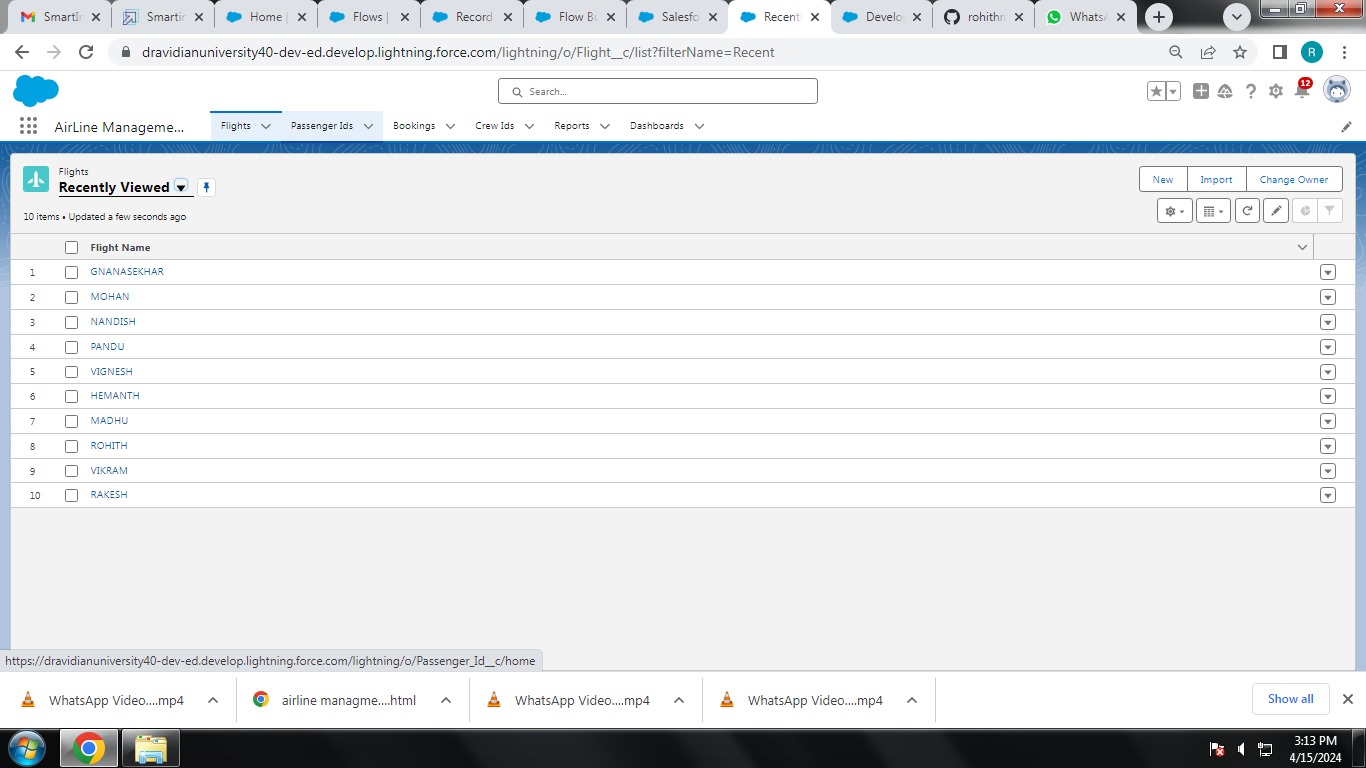 SmartIn
Smartin
Home |
Flows |
Record
Flow Bu
Salesfo
Recent
Develo
rohithr
WhatsA
dravidianuniversity40-dev-ed.develop.lightning.force.com/lightning/o/Flight__c/list?filterName=Recent
R
Search...
12
AirLine Manageme...
Flights
Passenger Ids
Bookings
Crew Ids
Reports
Dashboards
Flights
Recently Viewed
New
Import
Change Owner
10 items • Updated a few seconds ago
Flight Name
1 GNANASEKHAR
2 MOHAN
3 NANDISH
4 PANDU
5 VIGNESH
6 HEMANTH
7 MADHU
8 ROHITH
9 VIKRAM
10 RAKESH
https://dravidianuniversity40-dev-ed.develop.lightning.force.com/lightning/o/Passenger_Id__c/home
WhatsApp Video....mp4
airline managme....html
WhatsApp Video....mp4
WhatsApp Video....mp4
Show all
3:13 PM
4/15/2024